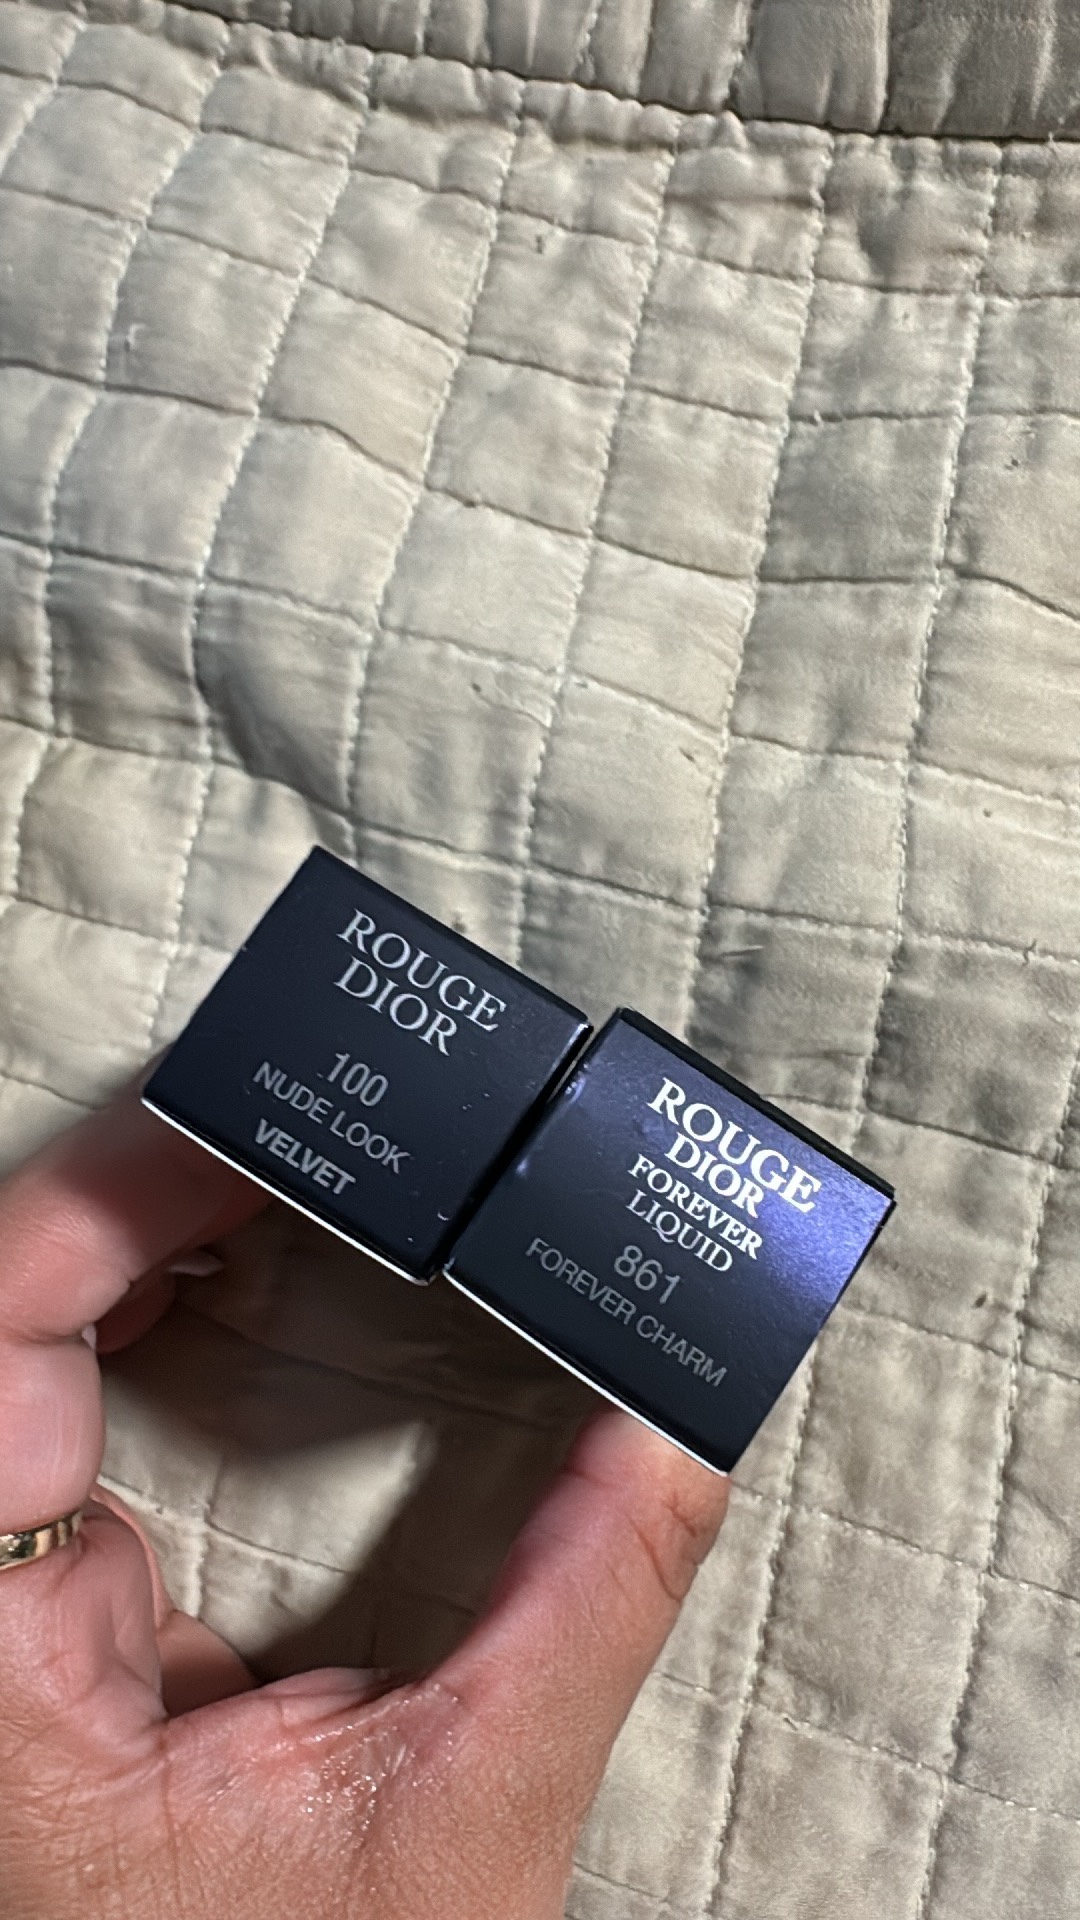 ROUGE
DIOR
100
NUDE LOOK
VELVET
ROUGE
DIOR
FOREVER
LIQUID
861
FOREVER CHARM